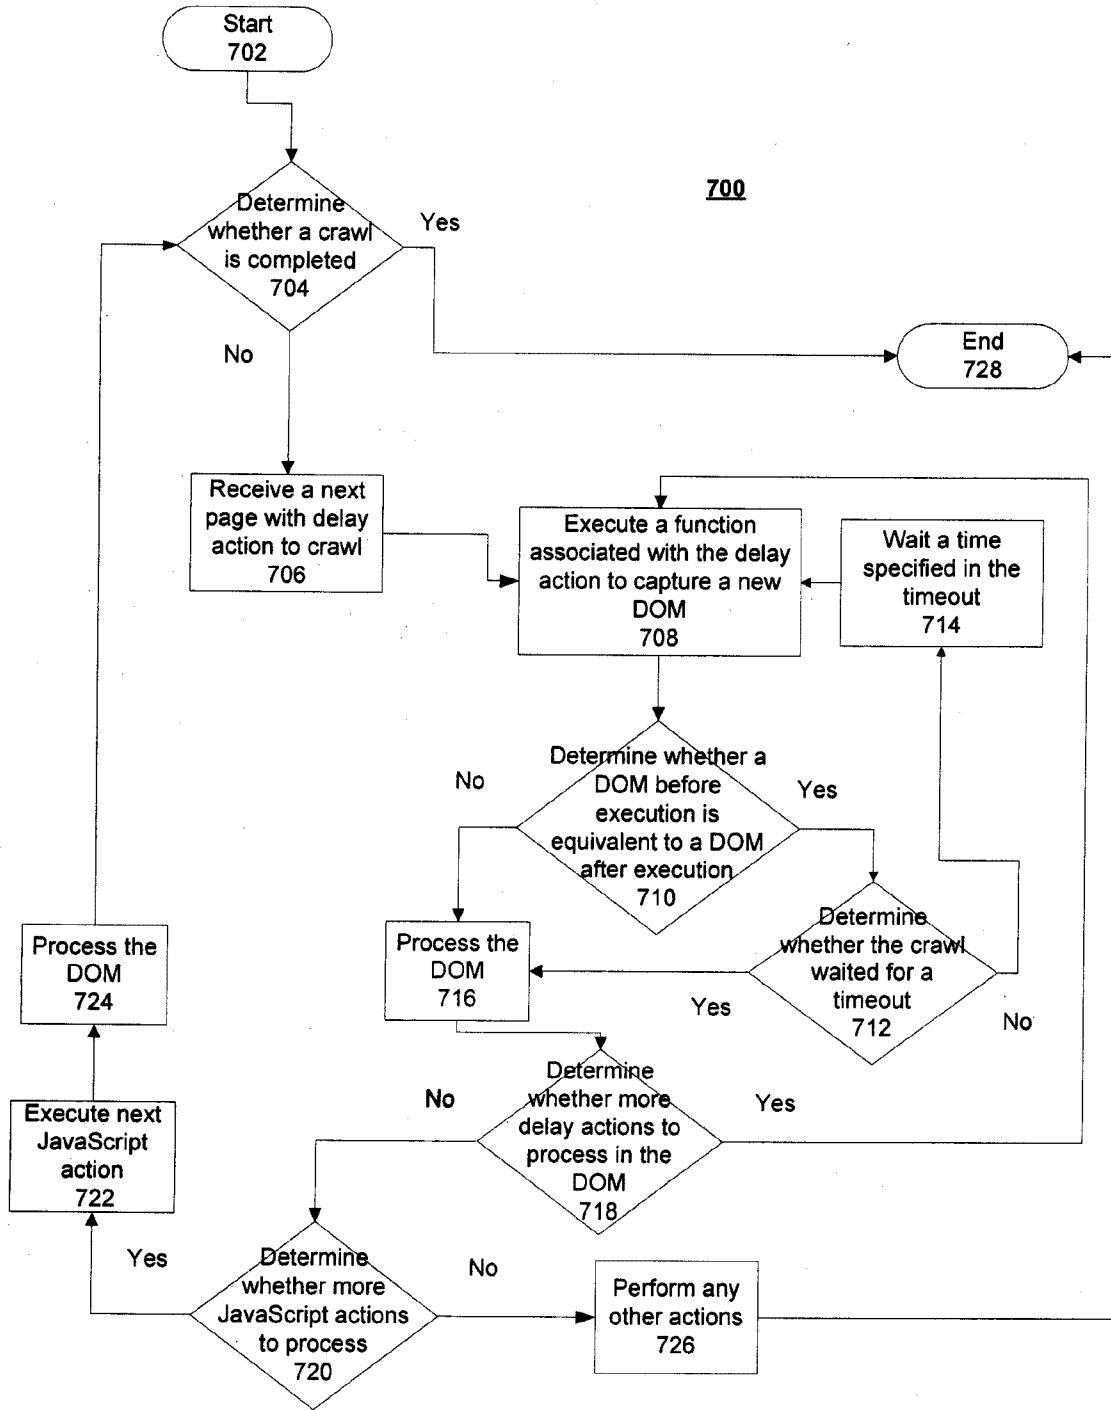 Start
702
700
Determine
whether a crawl
is completed
704
Yes
No
End
728
Receive a next
page with delay
action to crawl
706
Execute a function
associated with the delay
action to capture a new
DOM
708
Wait a time
specified in the
timeout
714
Determine whether a
DOM before
execution is
equivalent to a DOM
after execution
710
No
Yes
Process the
DOM
716
Determine
whether the crawl
waited for a
timeout
712
Yes
No
Process the
DOM
724
Determine
whether more
delay actions to
process in the
DOM
718
No
Yes
Execute next
JavaScript
action
722
Determine
whether more
JavaScript actions
to process
720
Yes
No
Perform any
other actions
726